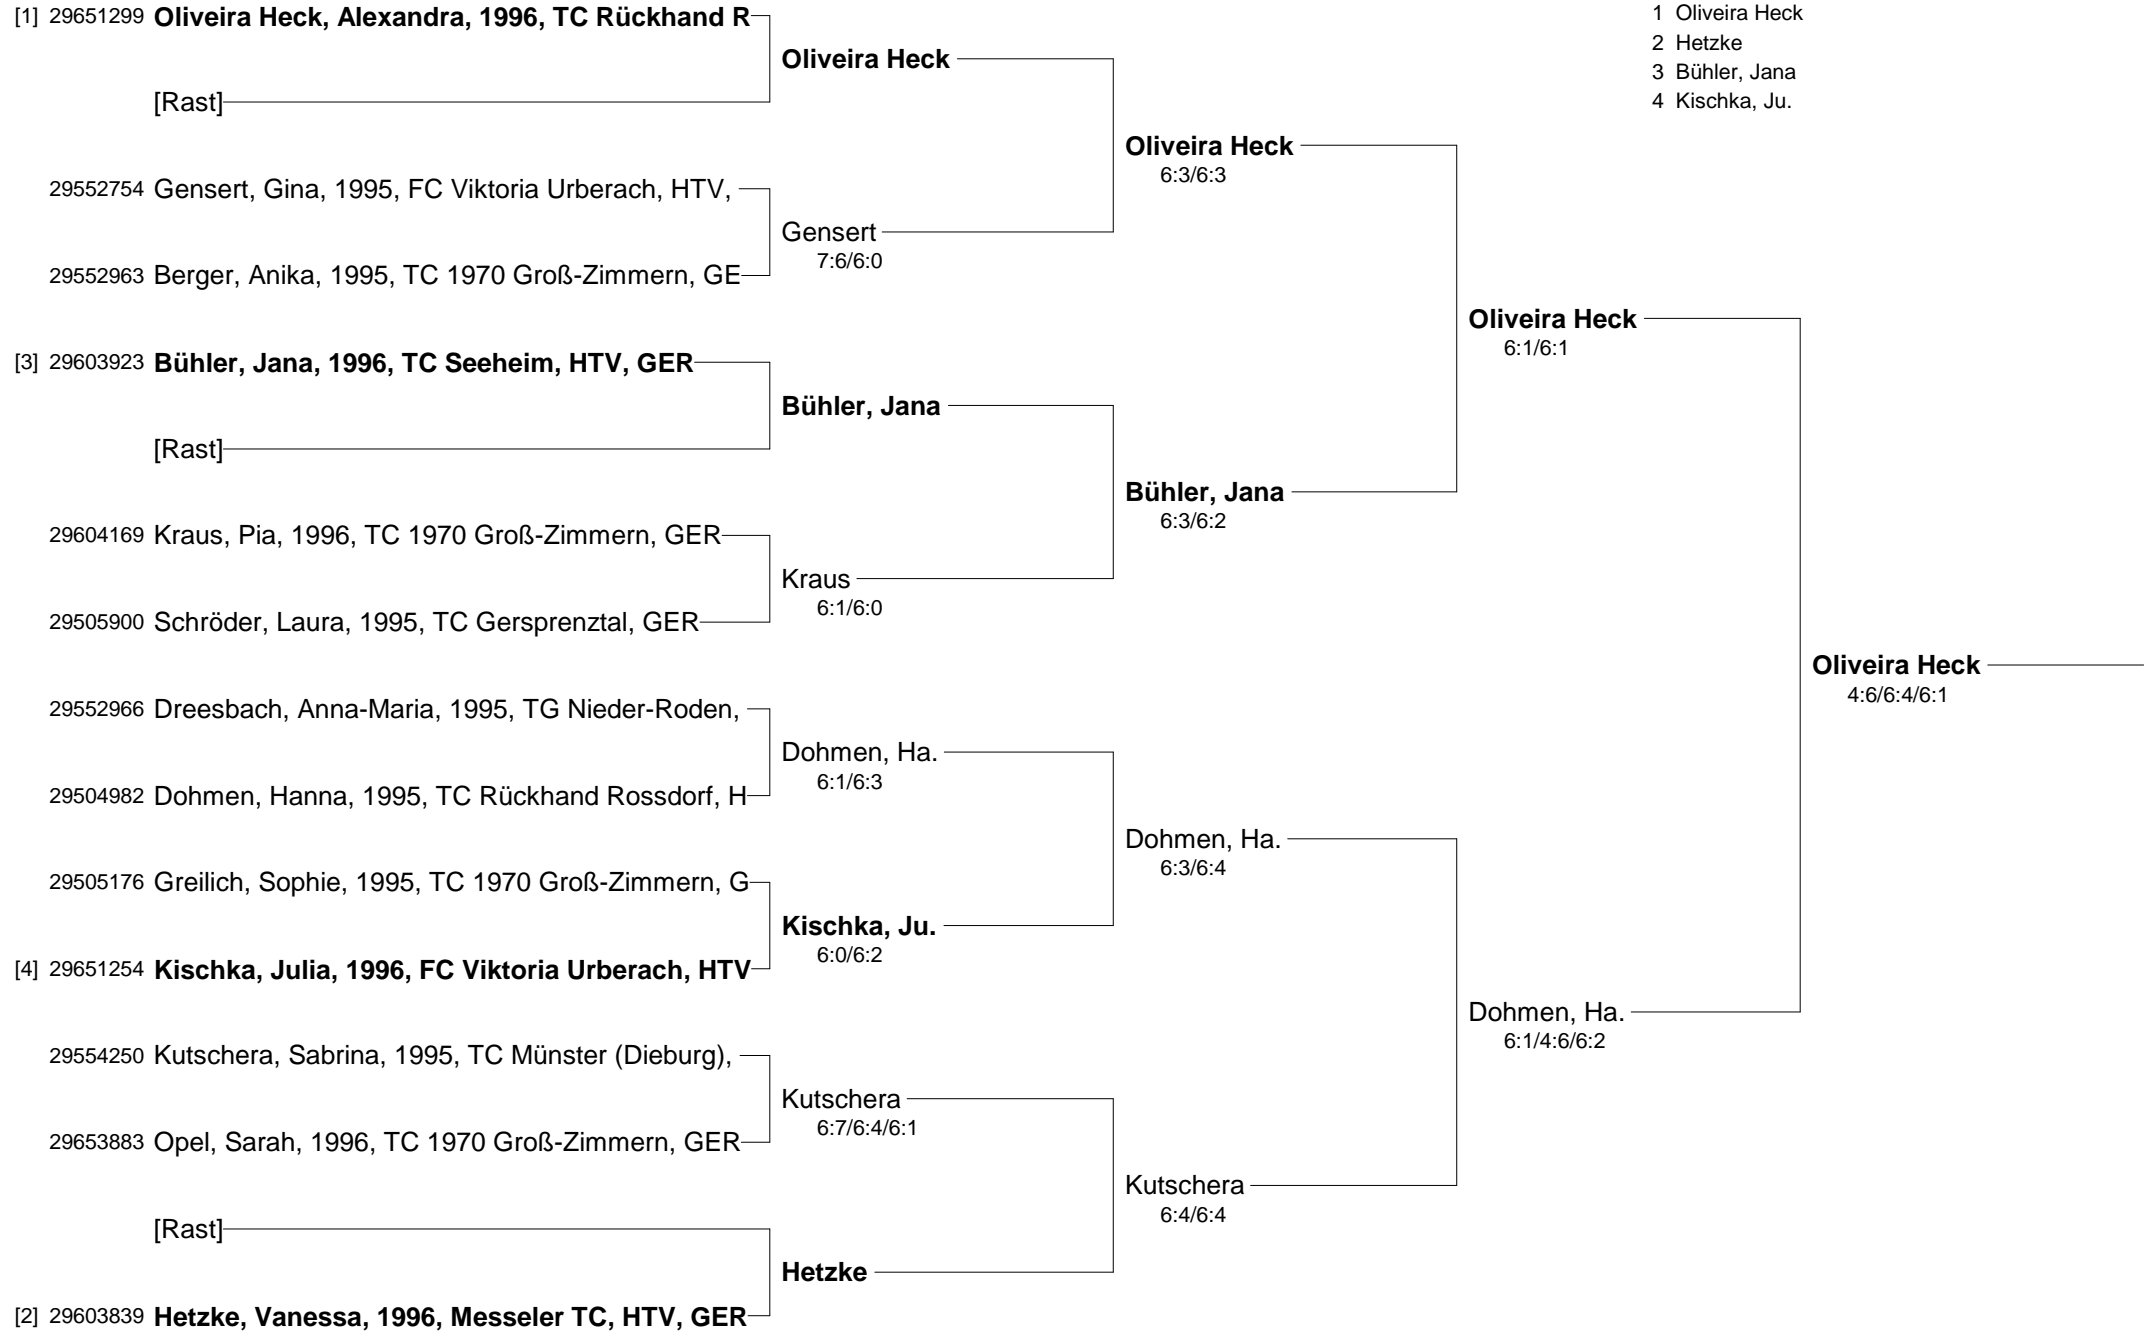 [1] 29651299 Oliveira Heck, Alexandra, 1996, TC Rückhand R
[Rast]
29552754 Gensert, Gina, 1995, FC Viktoria Urberach, HTV,
29552963 Berger, Anika, 1995, TC 1970 Groß-Zimmern, GE
[3] 29603923 Bühler, Jana, 1996, TC Seeheim, HTV, GER
[Rast]
29604169 Kraus, Pia, 1996, TC 1970 Groß-Zimmern, GER
29505900 Schröder, Laura, 1995, TC Gersprenztal, GER
29552966 Dreesbach, Anna-Maria, 1995, TG Nieder-Roden,
29504982 Dohmen, Hanna, 1995, TC Rückhand Rossdorf, H
29505176 Greilich, Sophie, 1995, TC 1970 Groß-Zimmern, G
[4] 29651254 Kischka, Julia, 1996, FC Viktoria Urberach, HTV
29554250 Kutschera, Sabrina, 1995, TC Münster (Dieburg),
29653883 Opel, Sarah, 1996, TC 1970 Groß-Zimmern, GER
[Rast]
[2] 29603839 Hetzke, Vanessa, 1996, Messeler TC, HTV, GER
Oliveira Heck
Gensert
7:6/6:0
Bühler, Jana
Kraus
6:1/6:0
Dohmen, Ha.
6:1/6:3
Kischka, Ju.
6:0/6:2
Kutschera
6:7/6:4/6:1
Hetzke
Oliveira Heck
6:3/6:3
Bühler, Jana
6:3/6:2
Dohmen, Ha.
6:3/6:4
Kutschera
6:4/6:4
Oliveira Heck
6:1/6:1
Dohmen, Ha.
6:1/4:6/6:2
Oliveira Heck
4:6/6:4/6:1
1 Oliveira Heck
2 Hetzke
3 Bühler, Jana
4 Kischka, Ju.